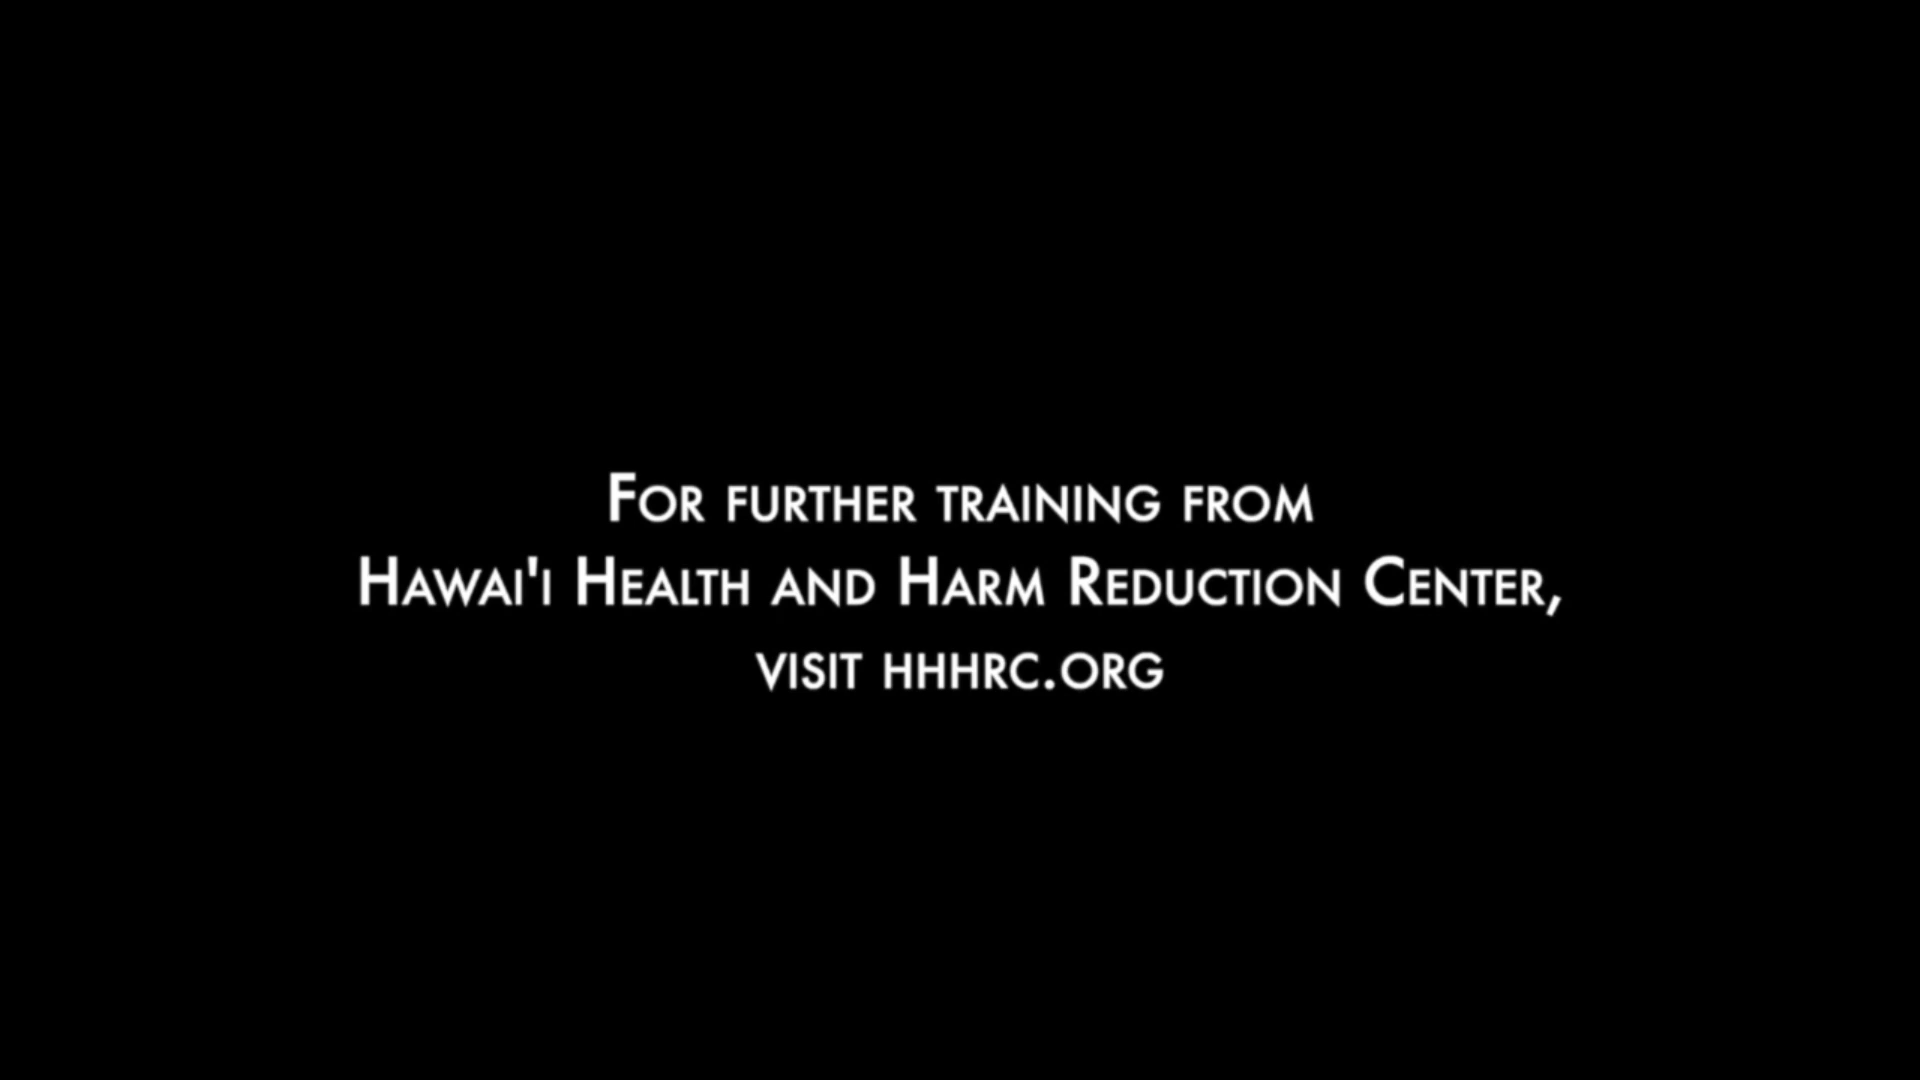 For further training from
Hawai'i Health and Harm Reduction Center,
visit hhhrc.org